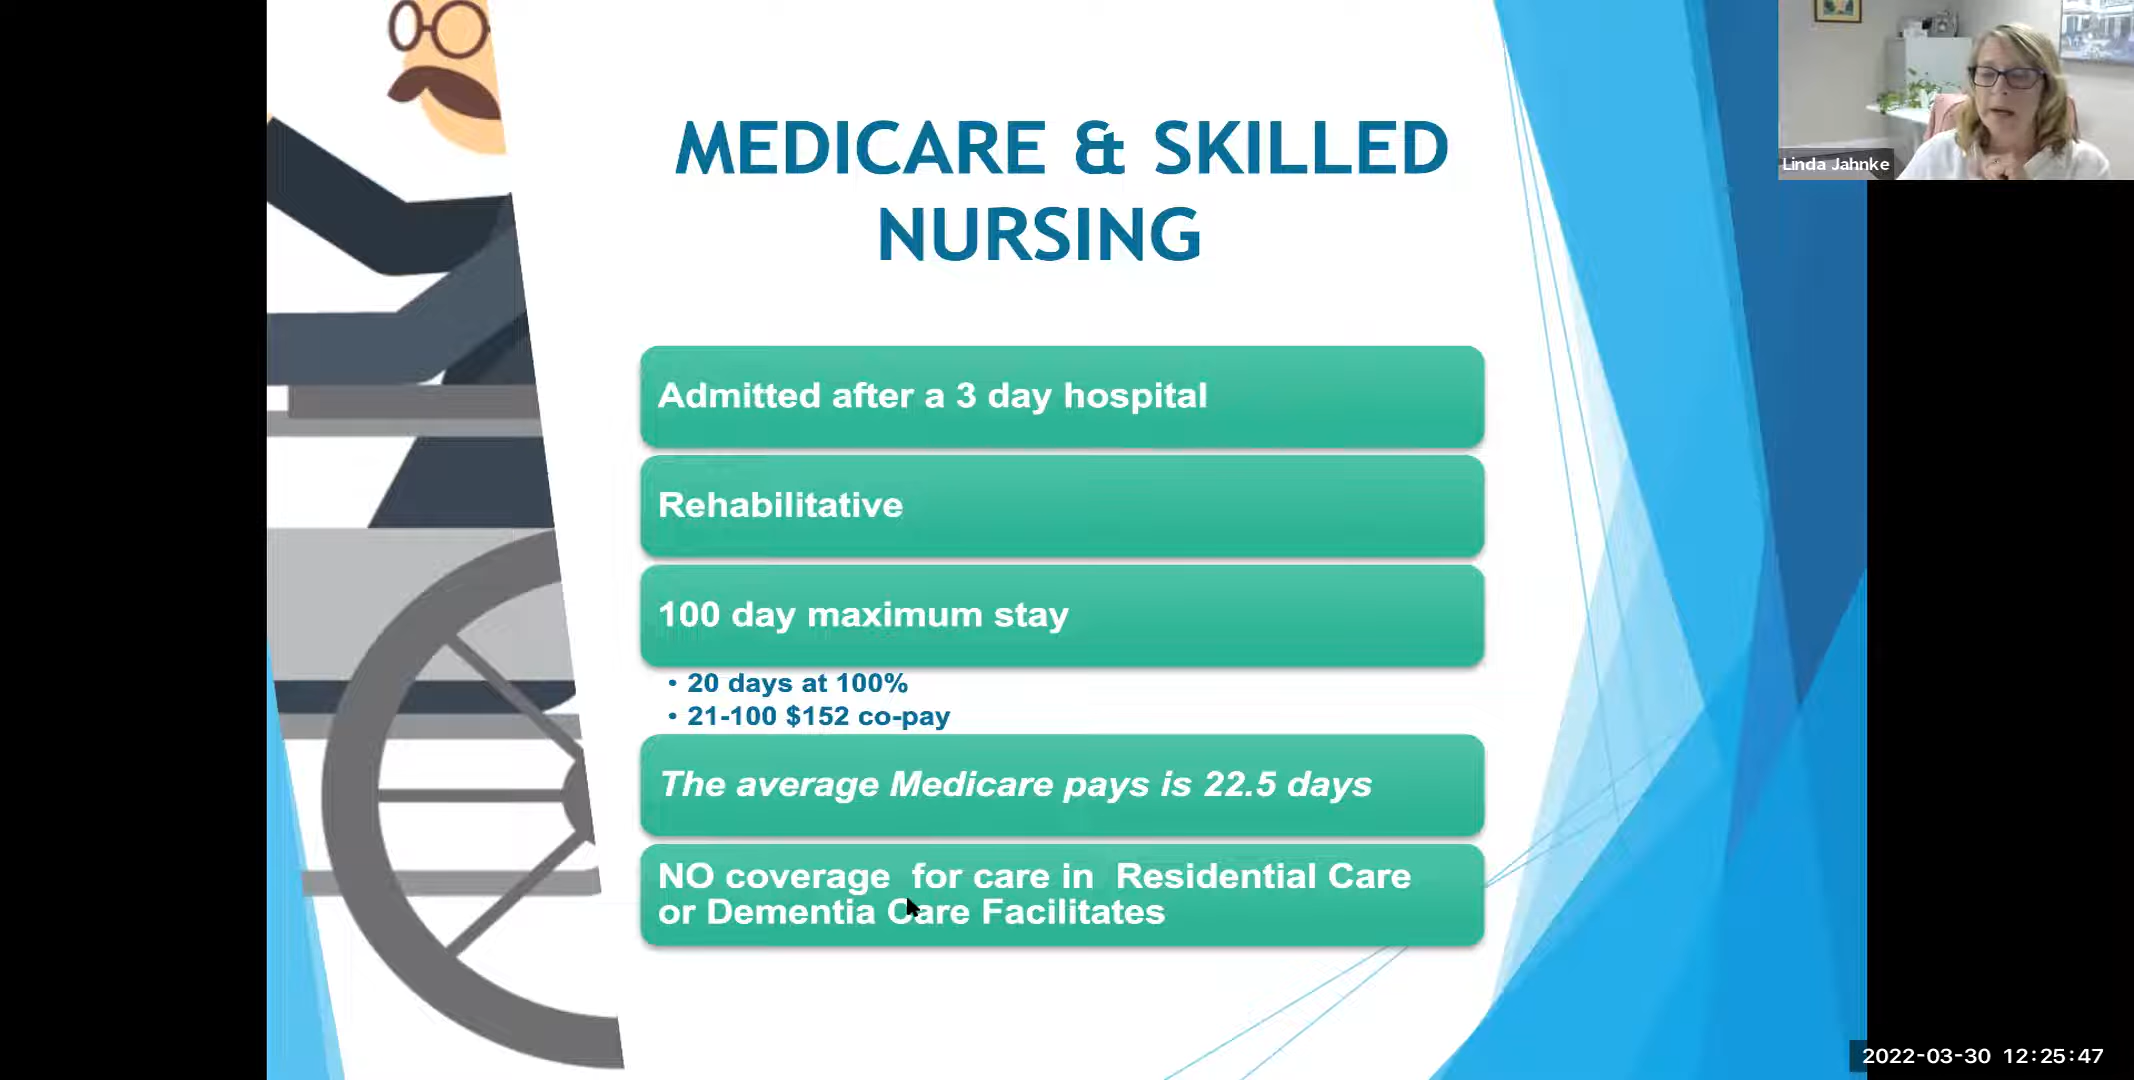 MEDICARE & SKILLED
NURSING
Linda Jahnke
Admitted after a 3 day hospital
Rehabilitative
100 day maximum stay
• 20 days at 100%
• 21-100 $152 co-pay
The average Medicare pays is 22.5 days
NO coverage for care in Residential Care
or Dementia Care Facilitates
2022-03-30 12:25:47